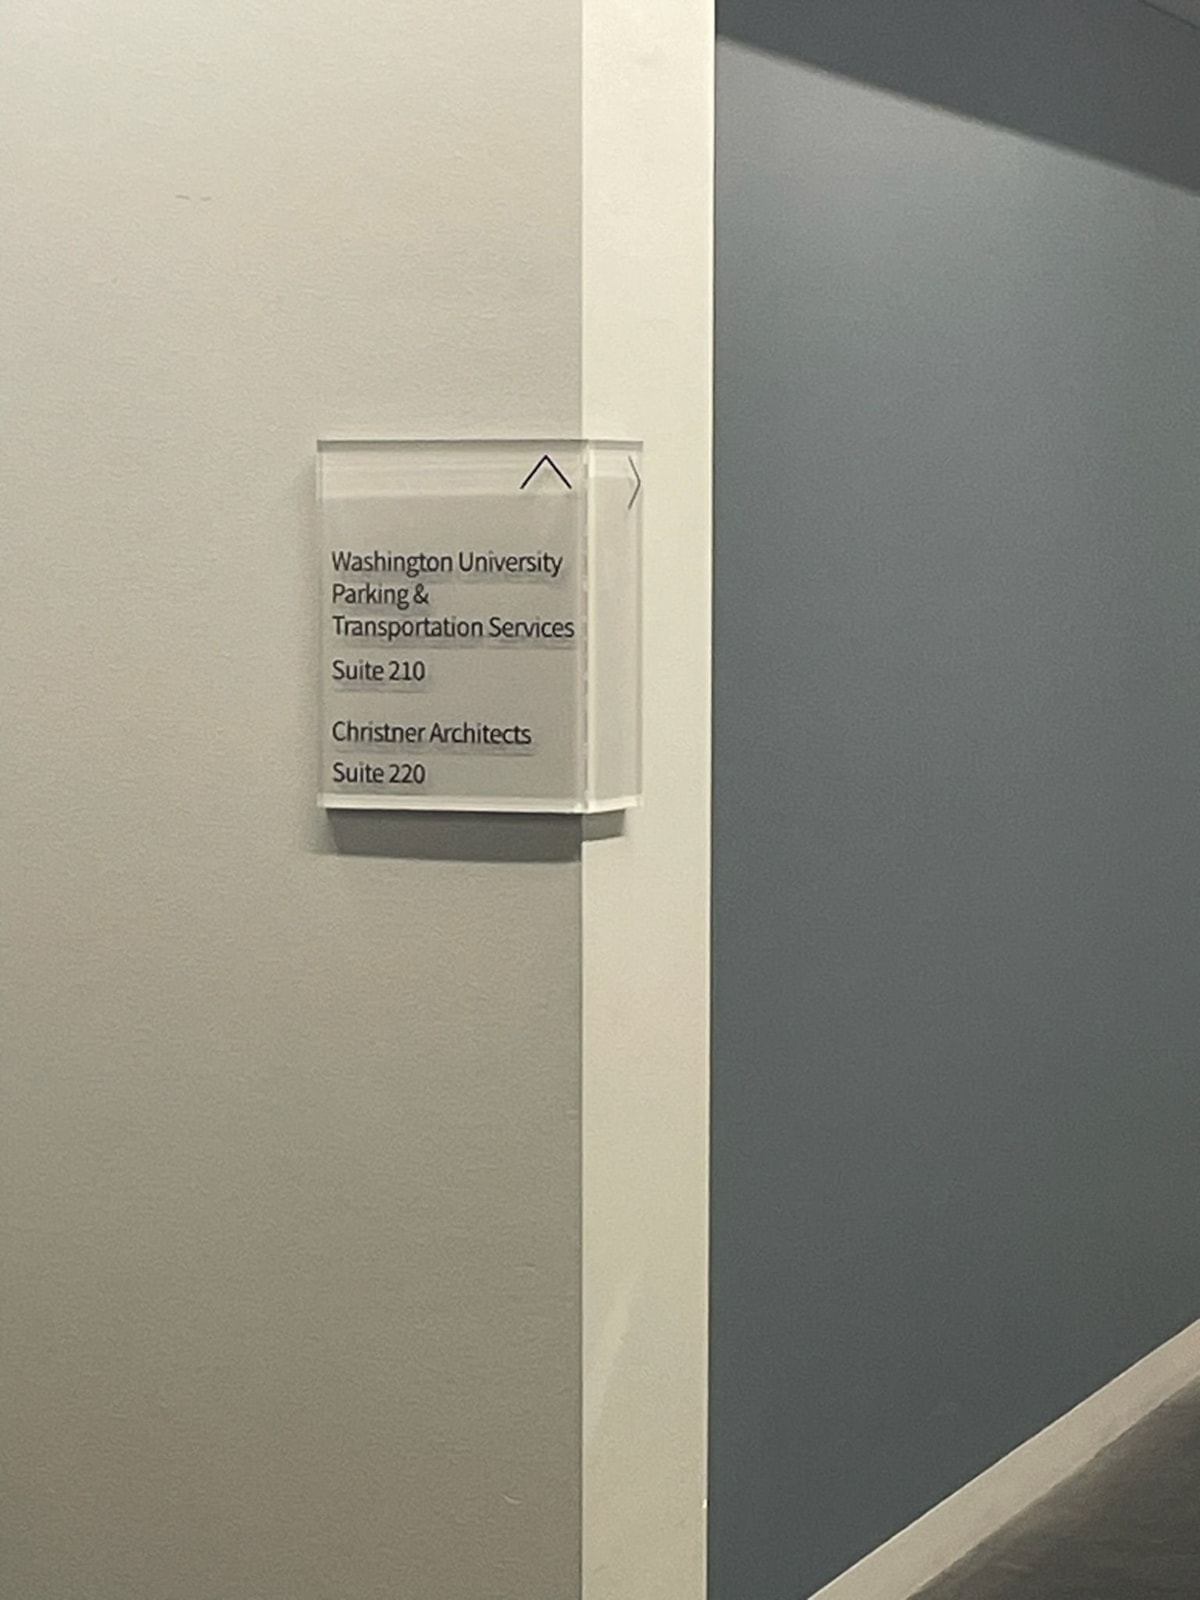 Washington University
Parking &
Transportation Services
Suite 210
Christner Architects
Suite 220